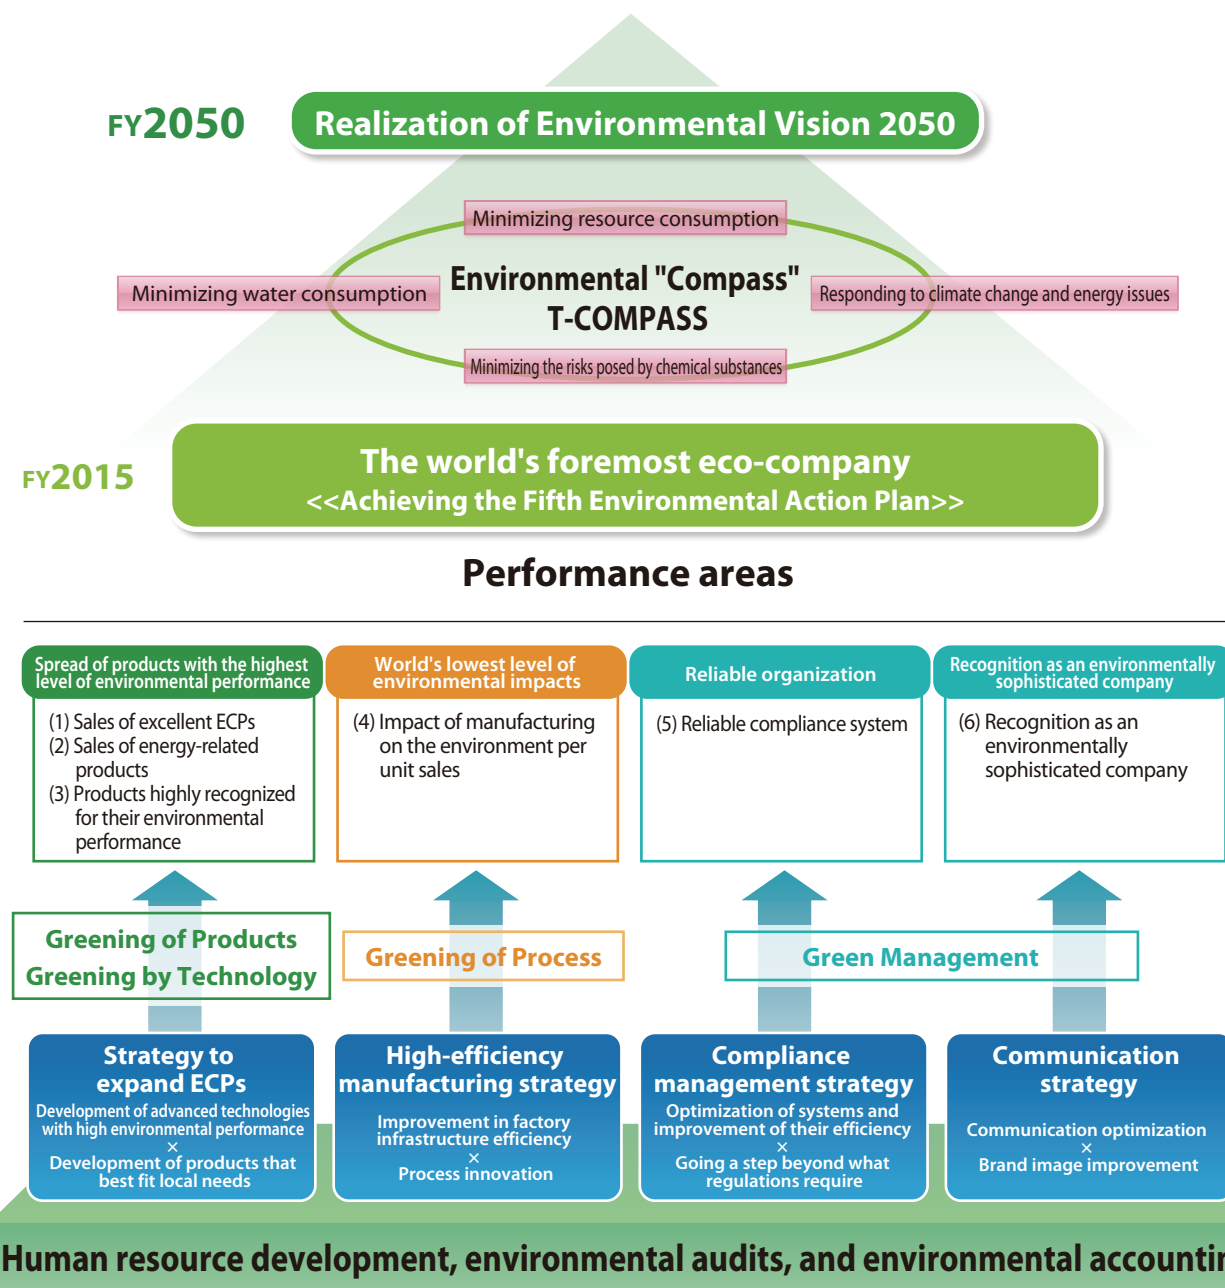 FY2050
Realization of Environmental Vision 2050
Minimizing resource consumption
Minimizing water consumption
Environmental "Compass"
T-COMPASS
Responding to climate change and energy issues
Minimizing the risks posed by chemical substances
FY2015
The world's foremost eco-company
<<Achieving the Fifth Environmental Action Plan>>
Performance areas
Spread of products with the highest
level of environmental performance
(1) Sales of excellent ECPs
(2) Sales of energy-related
products
(3) Products highly recognized
for their environmental
performance
World's lowest level of
environmental impacts
(4) Impact of manufacturing
on the environment per
unit sales
Reliable organization
(5) Reliable compliance system
Recognition as an environmentally
sophisticated company
(6) Recognition as an
environmentally
sophisticated company
Greening of Products
Greening by Technology
Greening of Process
Green Management
Strategy to
expand ECPs
Development of advanced technologies
with high environmental performance
×
Development of products that
best fit local needs
High-efficiency
manufacturing strategy
Improvement in factory
infrastructure efficiency
×
Process innovation
Compliance
management strategy
Optimization of systems and
improvement of their efficiency
×
Going a step beyond what
regulations require
Communication
strategy
Communication optimization
×
Brand image improvement
Human resource development, environmental audits, and environmental accountin